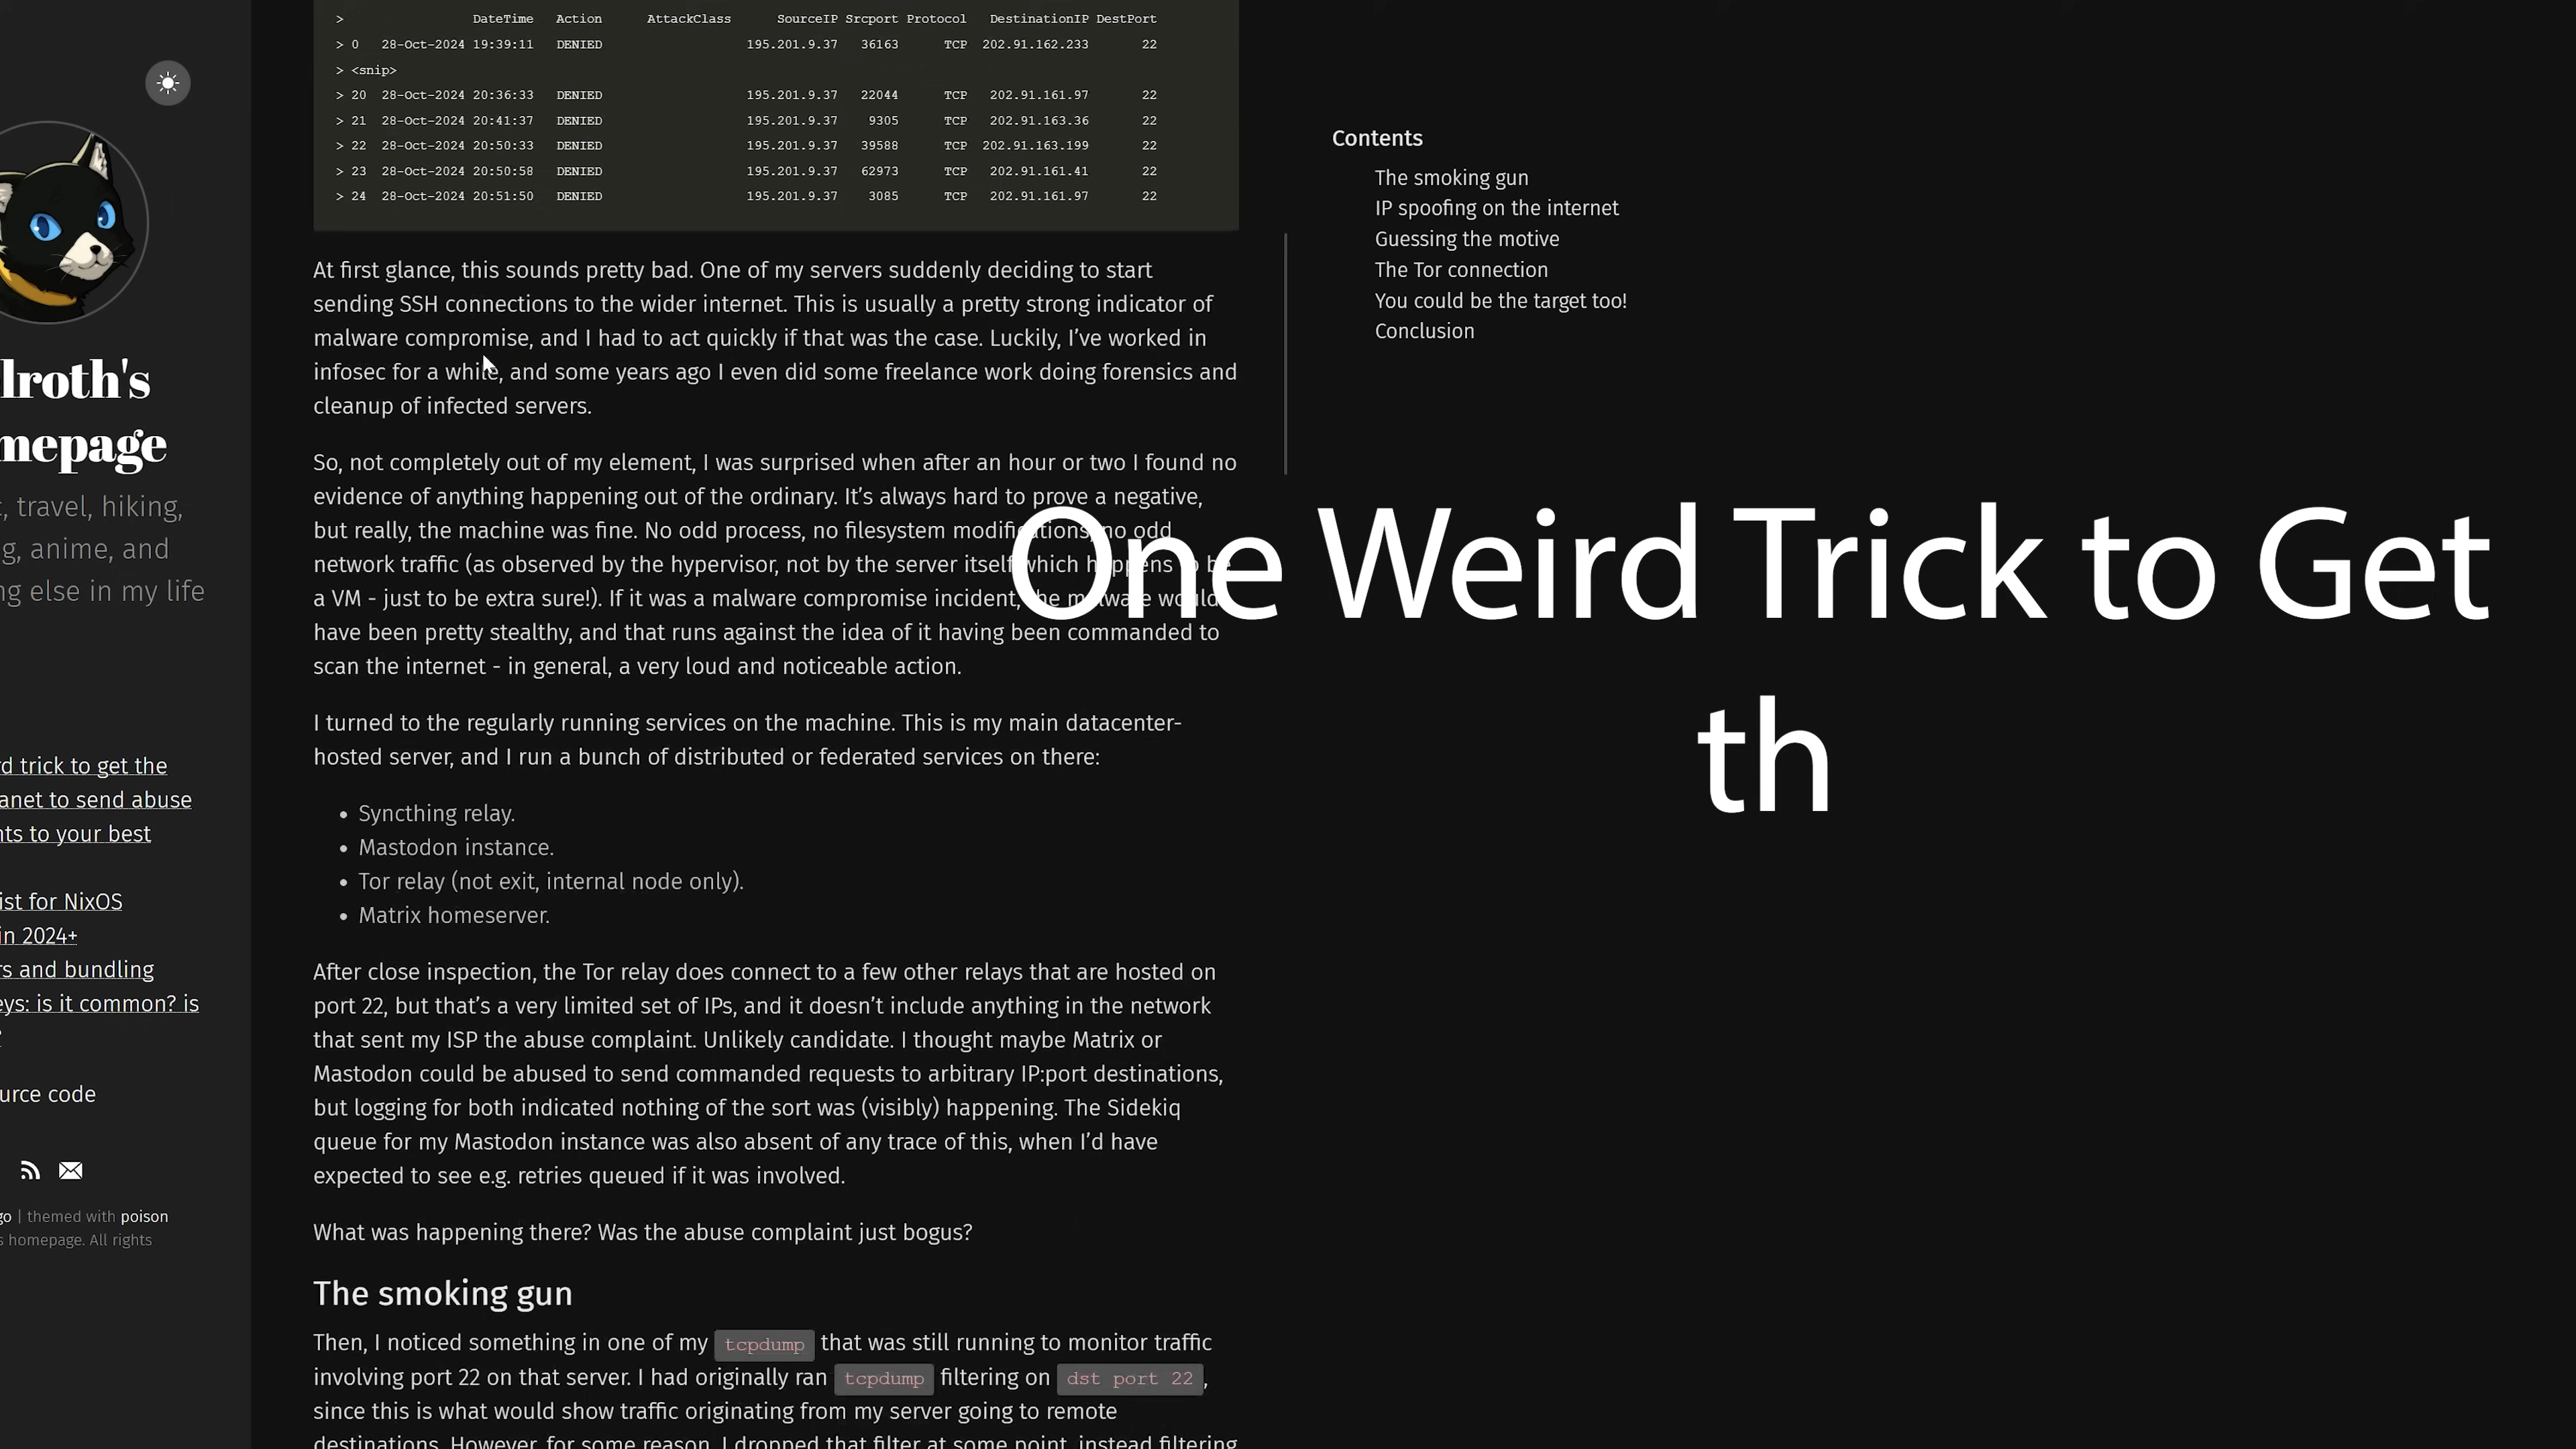 > DateTime Action AttackClass SourceIP Srcport Protocol DestinationIP DestPort
> 0 28-Oct-2024 19:39:11 DENIED 195.201.9.37 36163 TCP 202.91.162.233 22
> <snip>
> 20 28-Oct-2024 20:36:33 DENIED 195.201.9.37 22044 TCP 202.91.161.97 22
> 21 28-Oct-2024 20:41:37 DENIED 195.201.9.37 9305 TCP 202.91.163.36 22
> 22 28-Oct-2024 20:50:33 DENIED 195.201.9.37 39588 TCP 202.91.163.199 22
> 23 28-Oct-2024 20:50:58 DENIED 195.201.9.37 62973 TCP 202.91.161.41 22
> 24 28-Oct-2024 20:51:50 DENIED 195.201.9.37 3085 TCP 202.91.161.97 22
lroth's
mepage
, travel, hiking,
g, anime, and
ng else in my life
d trick to get the
anet to send abuse
nts to your best
ist for NixOS
in 2024+
rs and bundling
eys: is it common? is
urce code
go | themed with poison
s homepage. All rights
At first glance, this sounds pretty bad. One of my servers suddenly deciding to start
sending SSH connections to the wider internet. This is usually a pretty strong indicator of
malware compromise, and I had to act quickly if that was the case. Luckily, I've worked in
infosec for a while, and some years ago I even did some freelance work doing forensics and
cleanup of infected servers.
So, not completely out of my element, I was surprised when after an hour or two I found no
evidence of anything happening out of the ordinary. It's always hard to prove a negative,
but really, the machine was fine. No odd process, no filesystem modifications, no odd
network traffic (as observed by the hypervisor, not by the server itself which happens to be
a VM - just to be extra sure!). If it was a malware compromise incident, the malware would
have been pretty stealthy, and that runs against the idea of it having been commanded to
scan the internet - in general, a very loud and noticeable action.
I turned to the regularly running services on the machine. This is my main datacenter-
hosted server, and I run a bunch of distributed or federated services on there:
• Syncthing relay.
• Mastodon instance.
• Tor relay (not exit, internal node only).
• Matrix homeserver.
After close inspection, the Tor relay does connect to a few other relays that are hosted on
port 22, but that's a very limited set of IPs, and it doesn't include anything in the network
that sent my ISP the abuse complaint. Unlikely candidate. I thought maybe Matrix or
Mastodon could be abused to send commanded requests to arbitrary IP:port destinations,
but logging for both indicated nothing of the sort was (visibly) happening. The Sidekiq
queue for my Mastodon instance was also absent of any trace of this, when I'd have
expected to see e.g. retries queued if it was involved.
What was happening there? Was the abuse complaint just bogus?
The smoking gun
Then, I noticed something in one of my tcpdump that was still running to monitor traffic
involving port 22 on that server. I had originally ran tcpdump filtering on dst port 22,
since this is what would show traffic originating from my server going to remote
destinations. However, for some reason, I dropped that filter at some point, instead filtering
Contents
The smoking gun
IP spoofing on the internet
Guessing the motive
The Tor connection
You could be the target too!
Conclusion
One Weird Trick to Get
th